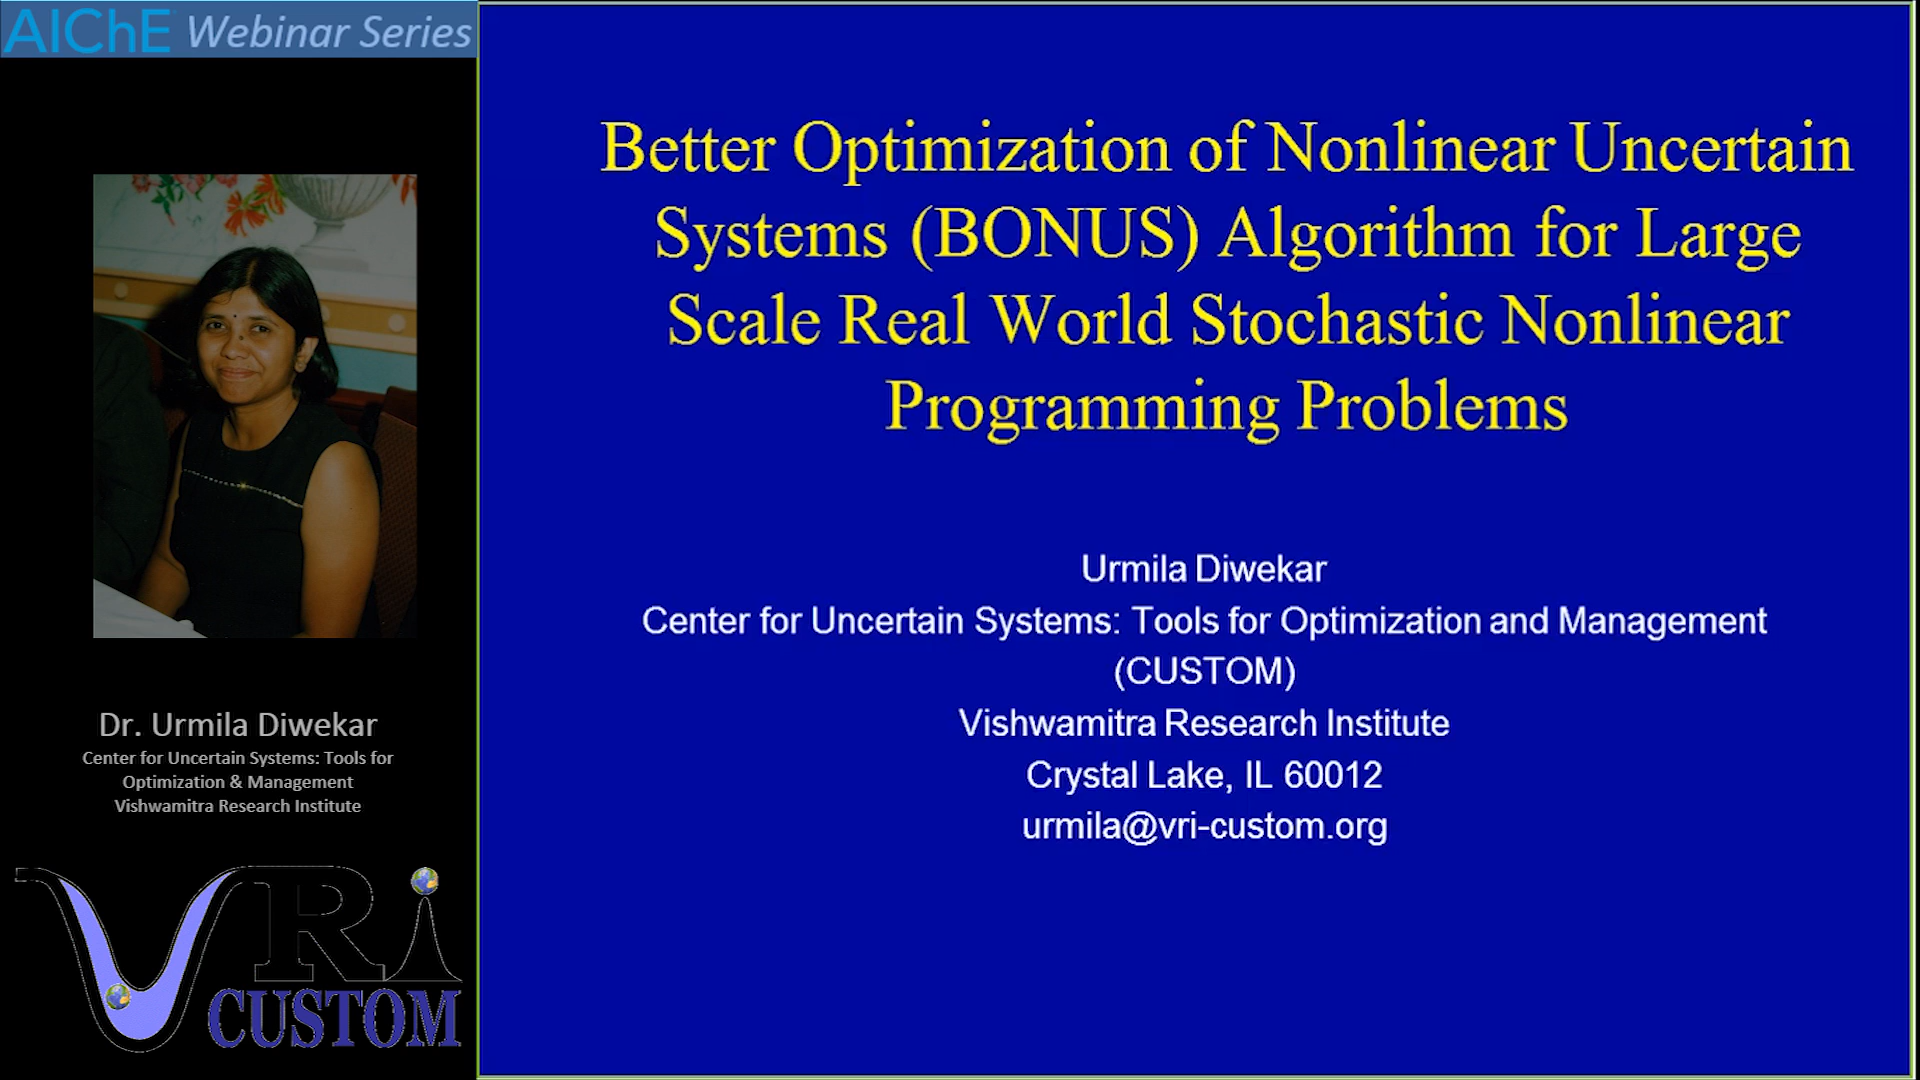 AIChE Webinar Series
Dr. Urmila Diwekar
Center for Uncertain Systems: Tools for
Optimization & Management
Vishwamitra Research Institute
VRi
CUSTOM
Better Optimization of Nonlinear Uncertain
Systems (BONUS) Algorithm for Large
Scale Real World Stochastic Nonlinear
Programming Problems
Urmila Diwekar
Center for Uncertain Systems: Tools for Optimization and Management
(CUSTOM)
Vishwamitra Research Institute
Crystal Lake, IL 60012
urmila@vri-custom.org